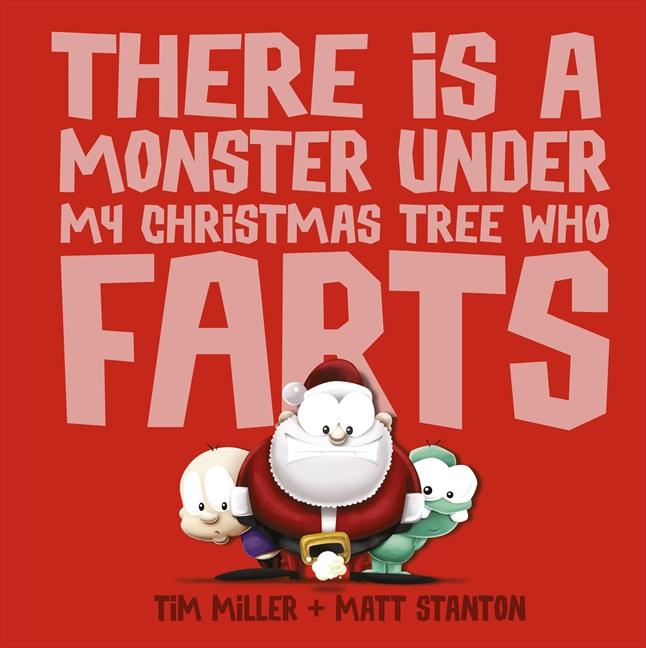 THERE iS A
MONSTER UNDER
MY CHRiSTMAS TREE WHO
FARTS
TiM MiLLER + MATT STANTON